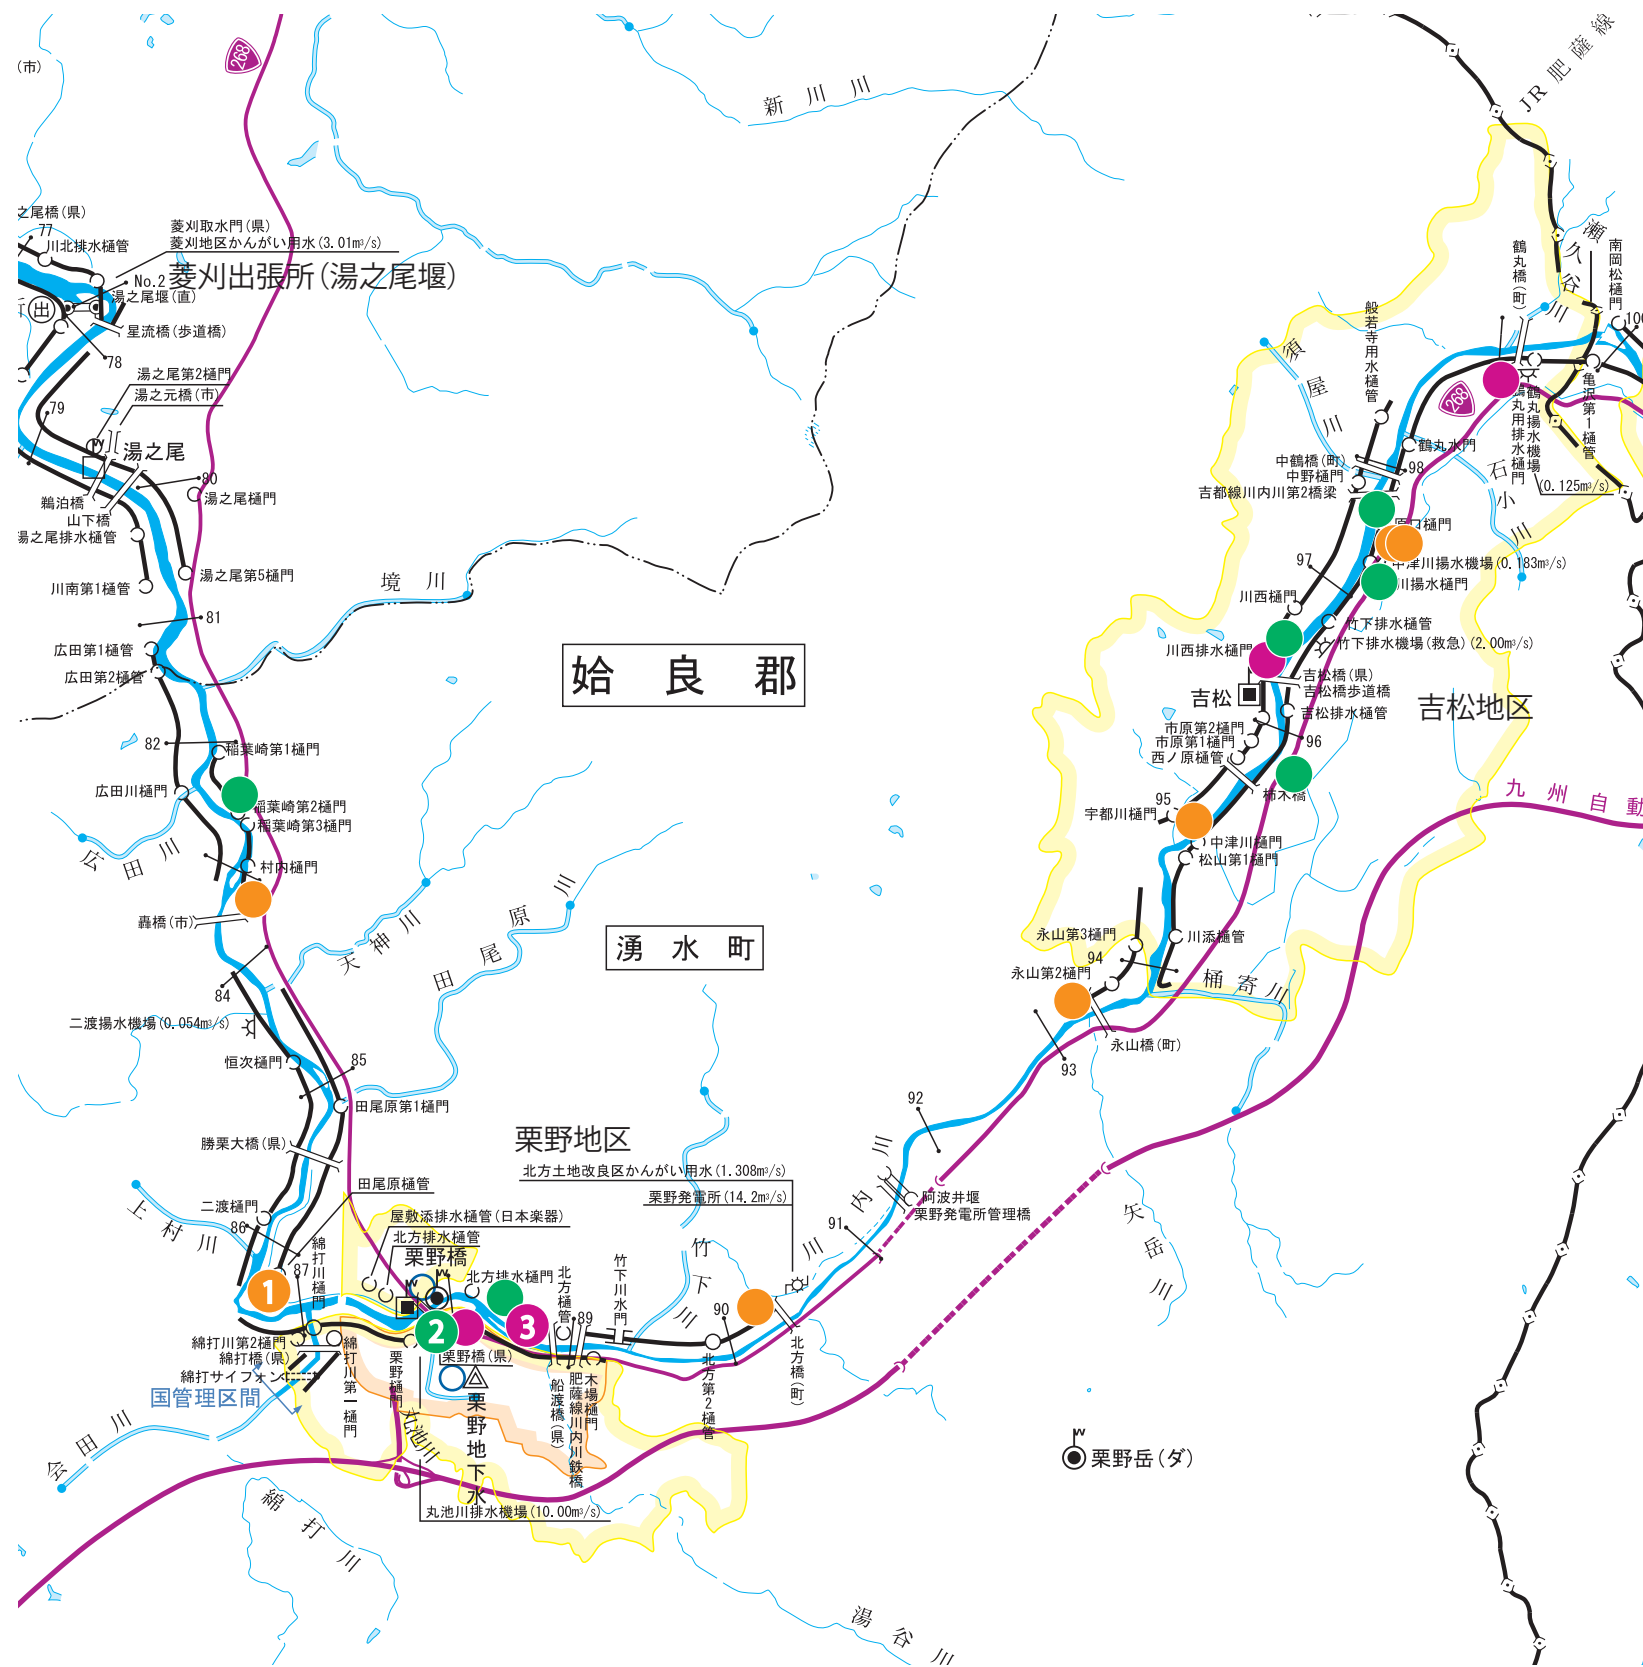 268
(市)
新川川
JR肥薩線
之尾橋(県)
77
川北排水樋管
菱刈取水門(県)
菱刈地区かんがい用水(3.01m³/s)
No.2
菱刈出張所(湯之尾堰)
湯之尾堰(直)
出
星流橋(歩道橋)
78
湯之尾第2樋門
湯之元橋(市)
79
湯之尾
80
湯之尾樋門
鵜泊橋
山下橋
湯之尾排水樋管
湯之尾第5樋門
川南第1樋管
境川
81
広田第1樋管
広田第2樋管
82
稲葉崎第1樋門
広田川樋門
稲葉崎第2樋門
稲葉崎第3樋門
広田川
村内樋門
轟橋(市)
天神川
田尾原川
84
二渡揚水機場(0.054m³/s)
恒次樋門
85
田尾原第1樋門
勝栗大橋(県)
田尾原樋管
二渡樋門
上村川
86
87
綿打川樋門
1
屋敷添排水樋管(日本楽器)
北方排水樋管
栗野橋
北方排水樋門
北方樋管
竹下川水門
89
2
3
綿打川第2樋門
綿打橋(県)
綿打サイフォン
国管理区間
綿打川第一樋門
栗野樋門
丸池川
栗野橋(県)
栗野地下水
船渡橋(県)
肥薩線川内川鉄橋
木場樋門
丸池川排水機場(10.00m³/s)
会田川
綿打川
湯谷川
姶良郡
湧水町
栗野地区
北方土地改良区かんがい用水(1.308m³/s)
栗野発電所(14.2m³/s)
竹下川
90
北方第2樋管
北方橋(町)
91
川内川
阿波井堰
栗野発電所管理橋
92
93
矢岳川
栗野岳(ダ)
永山橋(町)
永山第2樋門
94
永山第3樋門
川添樋管
桶寄川
95
宇都川樋門
中津川樋門
松山第1樋門
柿木橋
西ノ原樋管
市原第1樋門
市原第2樋門
96
吉松
吉松排水樋管
吉松橋歩道橋
吉松橋(県)
吉松地区
川西排水樋門
竹下排水機場(救急)(2.00m³/s)
竹下排水樋管
川西樋門
97
川揚水樋門
中津川揚水機場(0.183m³/s)
原口樋門
吉都線川内川第2橋梁
中野樋門
中鶴橋(町)
98
鶴丸水門
般若寺用水樋管
須屋川
石小川
268
鶴丸橋(町)
鶴丸用排水樋門
鶴丸揚水機場
(0.125m³/s)
亀沢第1樋管
瀬久谷川
南岡松樋門
九州自動